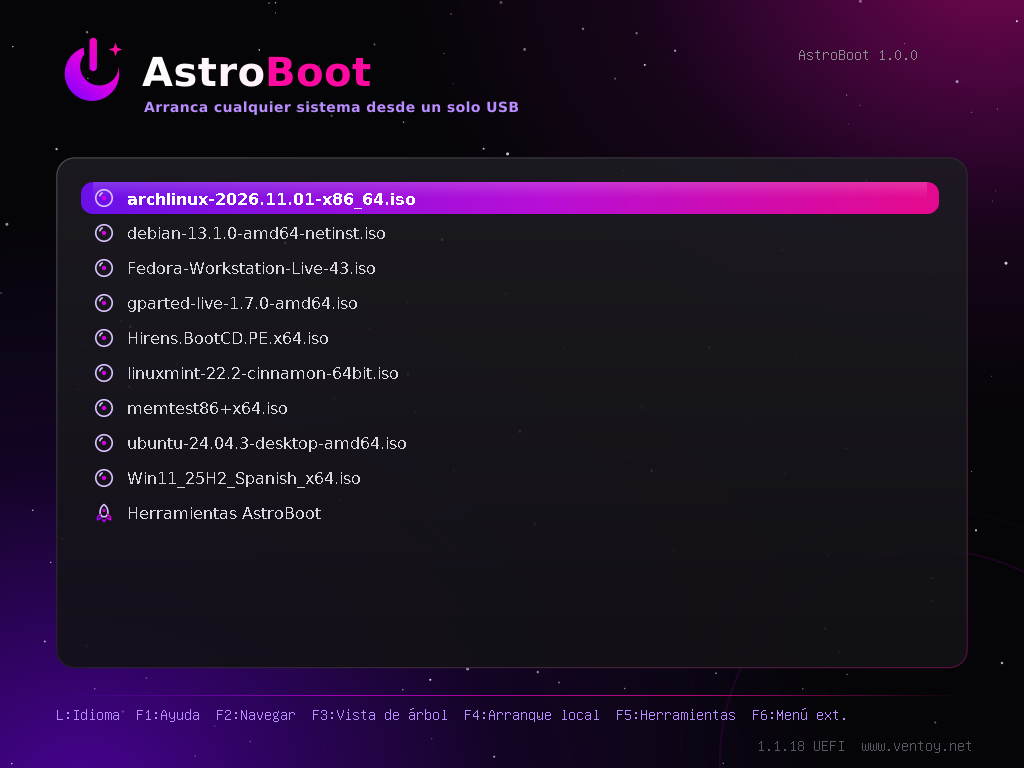 AstroBoot
AstroBoot 1.0.0
Arranca cualquier sistema desde un solo USB
archlinux-2026.11.01-x86_64.iso
debian-13.1.0-amd64-netinst.iso
Fedora-Workstation-Live-43.iso
gparted-live-1.7.0-amd64.iso
Hirens.BootCD.PE.x64.iso
linuxmint-22.2-cinnamon-64bit.iso
memtest86+x64.iso
ubuntu-24.04.3-desktop-amd64.iso
Win11_25H2_Spanish_x64.iso
Herramientas AstroBoot
L:Idioma F1:Ayuda F2:Navegar F3:Vista de árbol F4:Arranque local F5:Herramientas F6:Menú ext.
1.1.18 UEFI www.ventoy.net